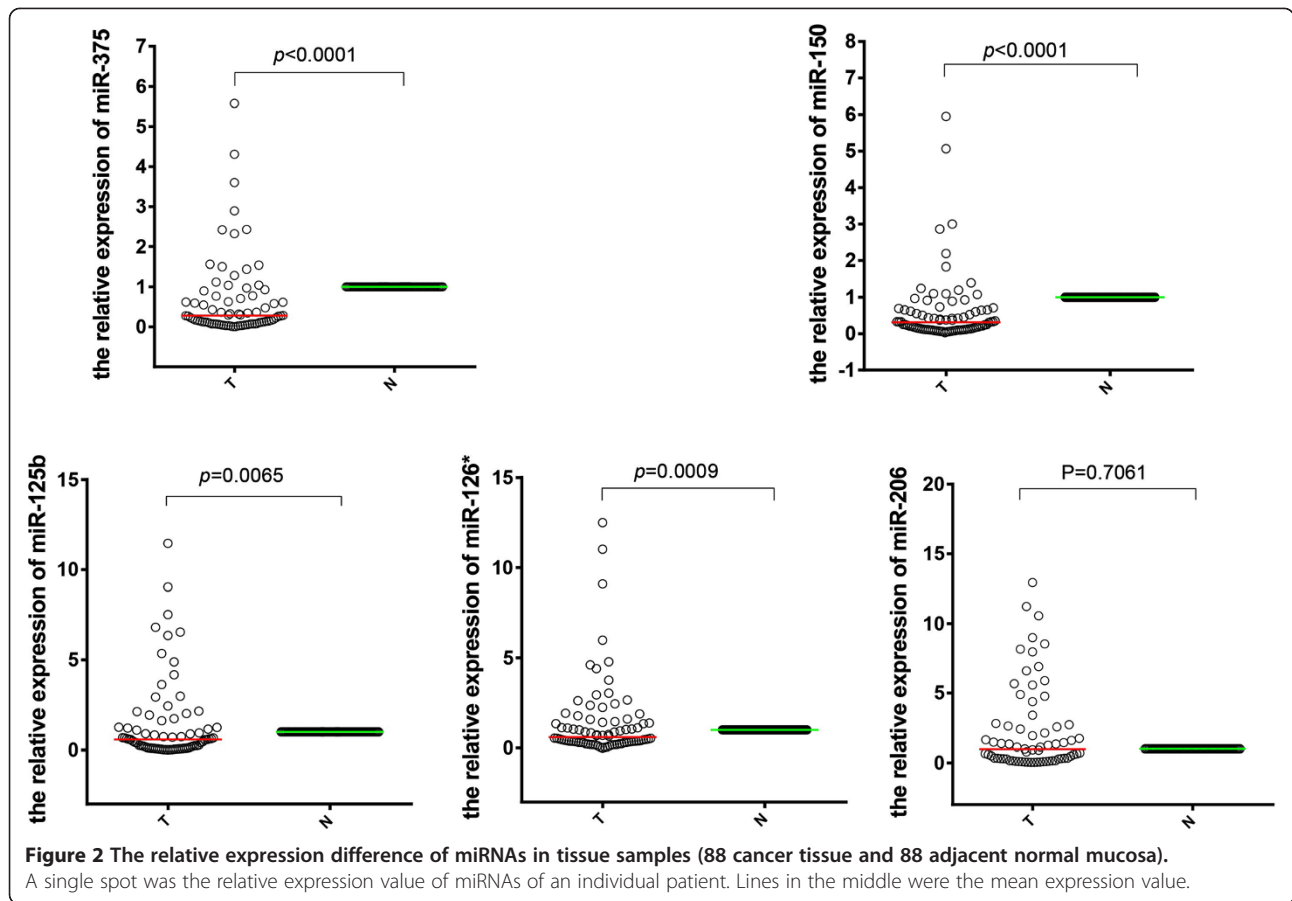 the relative expression of miR-375
7
6
5
4
3
2
1
0
p<0.0001
T
N
the relative expression of miR-150
8
7
6
5
4
3
2
1
0
-1
p<0.0001
T
N
the relative expression of miR-125b
15
10
5
0
p=0.0065
T
N
the relative expression of miR-126*
15
10
5
0
p=0.0009
T
N
the relative expression of miR-206
20
15
10
5
0
P=0.7061
T
N
Figure 2 The relative expression difference of miRNAs in tissue samples (88 cancer tissue and 88 adjacent normal mucosa).
A single spot was the relative expression value of miRNAs of an individual patient. Lines in the middle were the mean expression value.